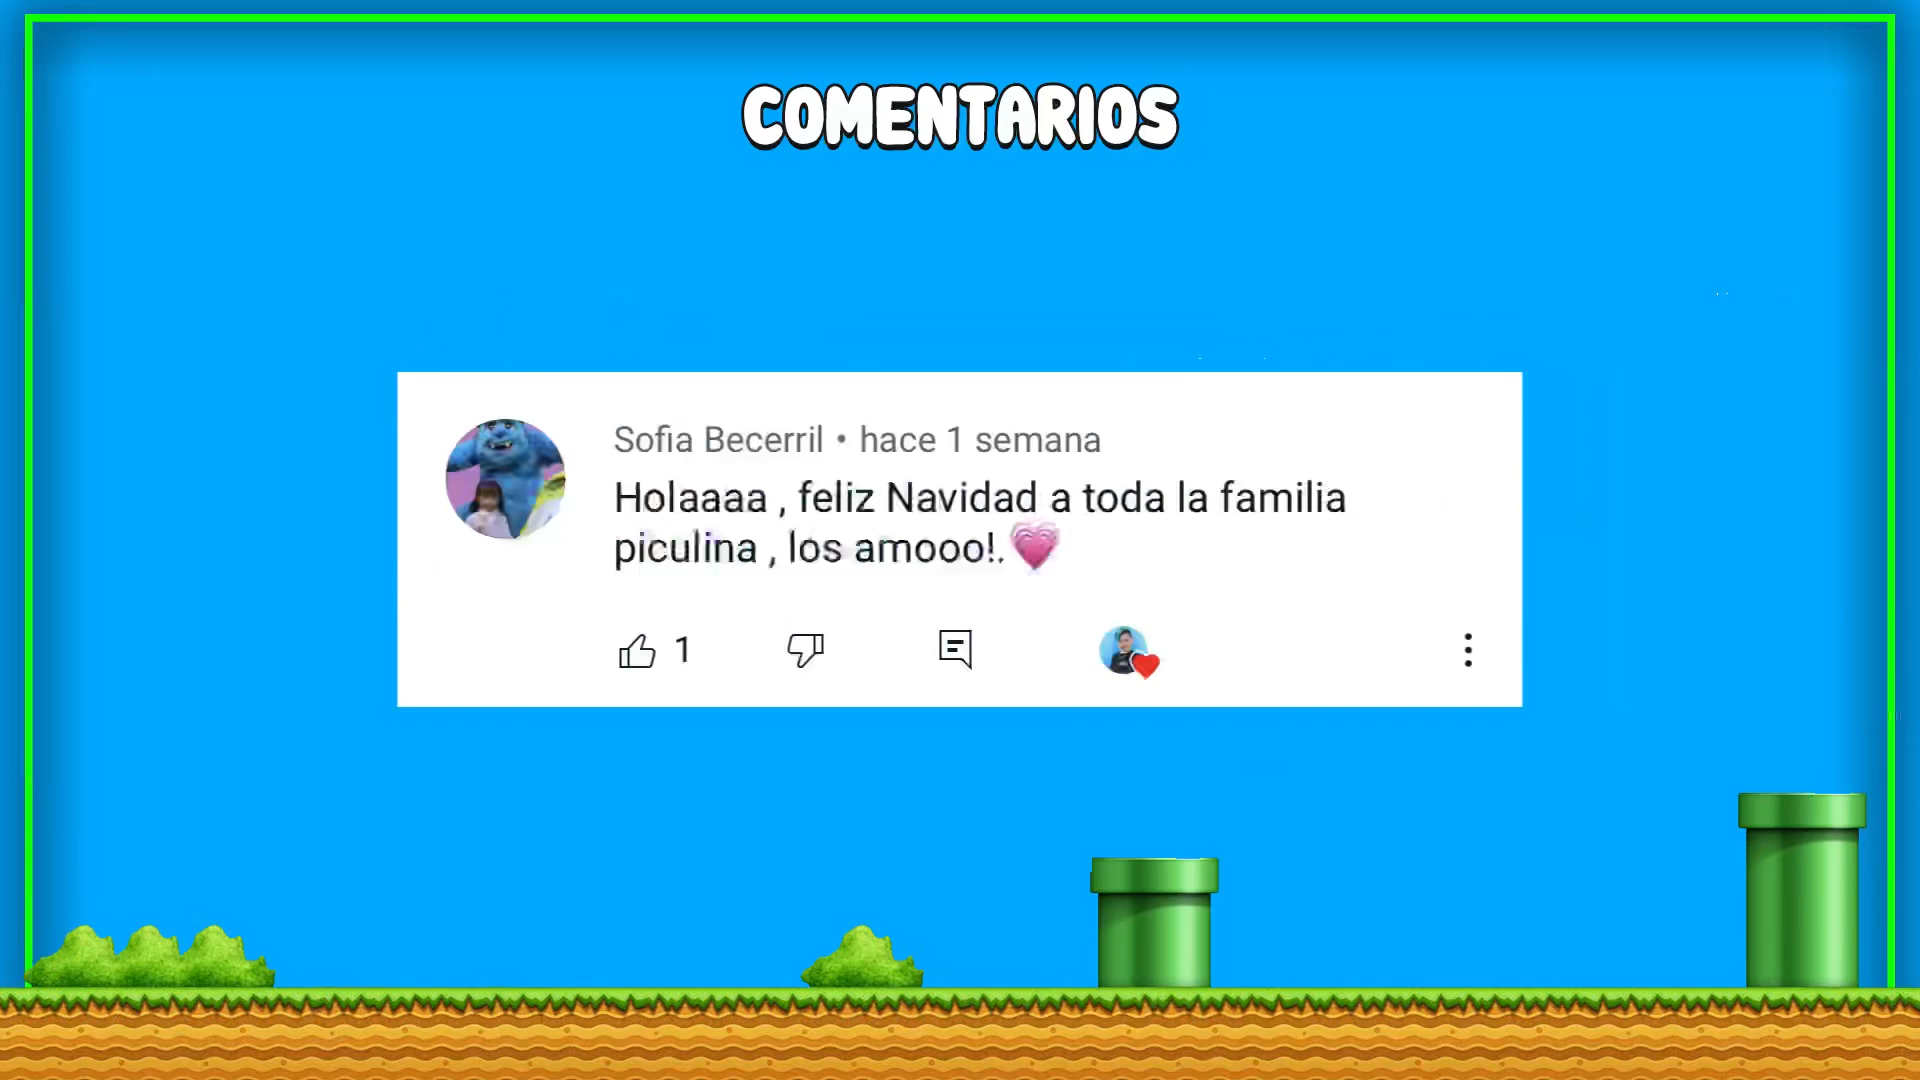 COMENTARIOS
Sofia Becerril • hace 1 semana
Holaaaa , feliz Navidad a toda la familia
piculina , los amooo!.💗
1